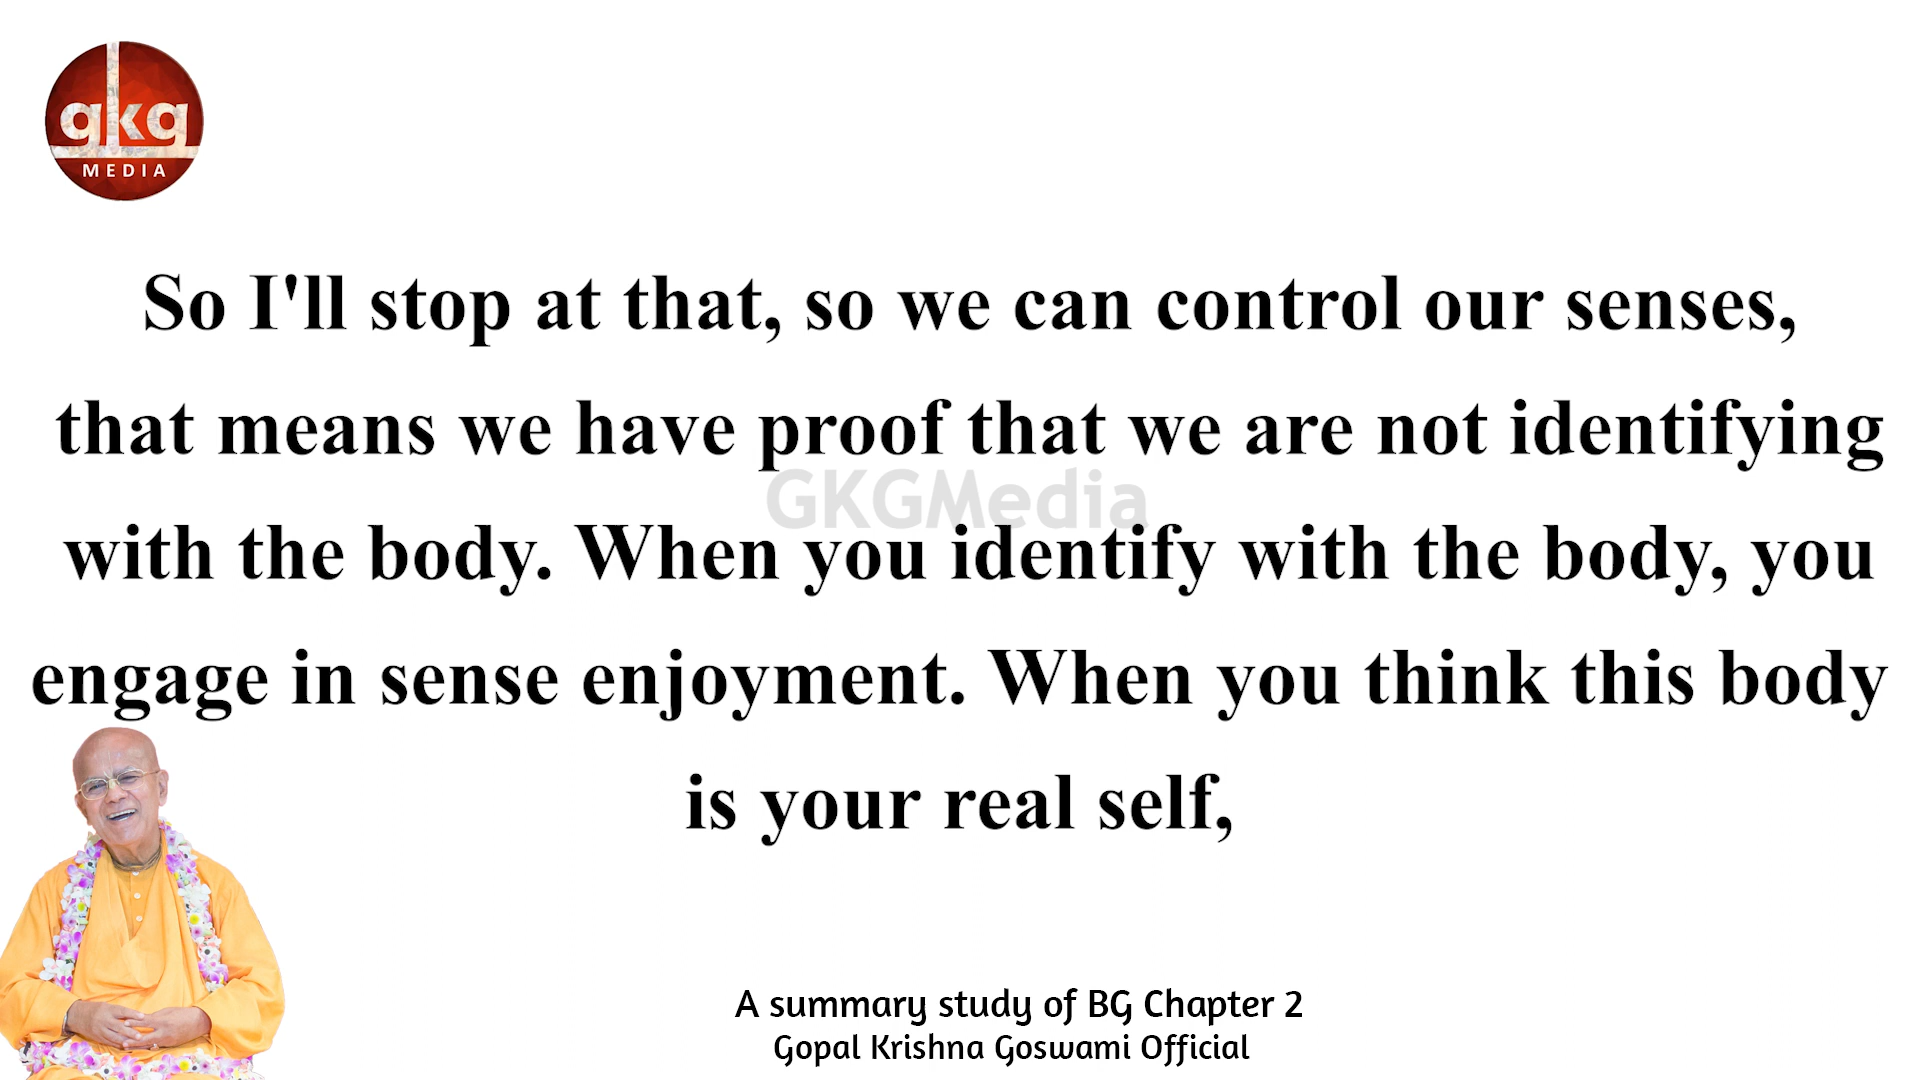 gkg
MEDIA
So I'll stop at that, so we can control our senses,
that means we have proof that we are not identifying
GKGMedia
with the body. When you identify with the body, you
engage in sense enjoyment. When you think this body
is your real self,
A summary study of BG Chapter 2
Gopal Krishna Goswami Official